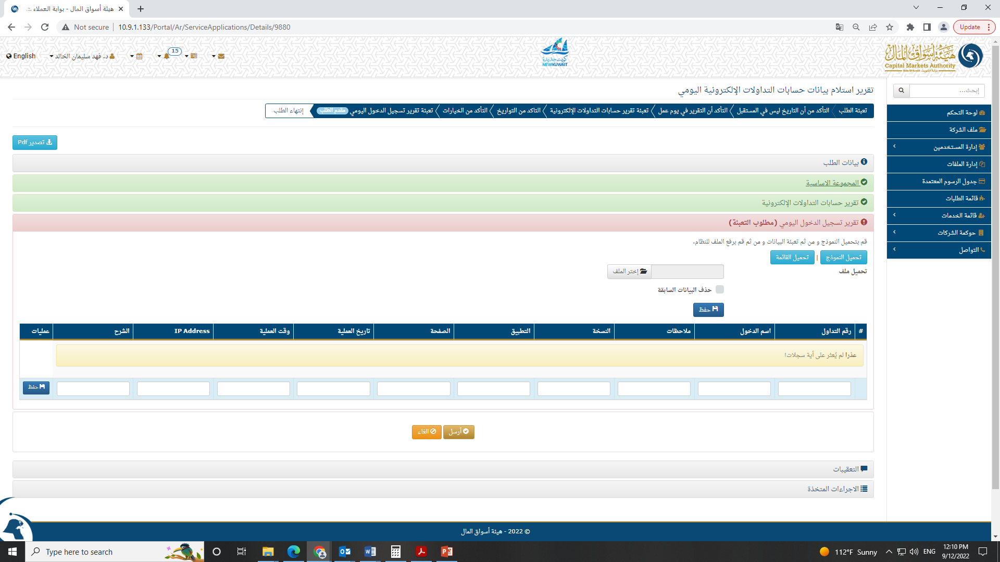 هيئة أسواق المال - بوابة العملاء ::..
Not secure
10.9.1.133/Portal/Ar/ServiceApplications/Details/9880
Update
English
د. فهد سليمان الخالد
15
كويت جديدة
NEWKUWAIT
هيئة أسواق المال
Capital Markets Authority
إبحث...
لوحة التحكم
ملف الشركة
إدارة المستخدمين
إدارة الملفات
جدول الرسوم المعتمدة
قائمة الطلبات
قائمة الخدمات
حوكمة الشركات
التواصل
تقرير استلام بيانات حسابات التداولات الإلكترونية اليومي
تعبئة الطلب
التأكد من أن التاريخ ليس في المستقبل
التأكد أن التقرير في يوم عمل
تعبئة تقرير حسابات التداولات الإلكترونية
التاكد من التواريخ
التأكد من الخيارات
تعبئة تقرير تسجيل الدخول اليومي مقدم الطلب
إنتهاء الطلب
تصدير Pdf
بيانات الطلب
المجموعة الاساسية
تقرير حسابات التداولات الإلكترونية
تقرير تسجيل الدخول اليومي (مطلوب التعبئة)
قم بتحميل النموذج و من ثم تعبئة البيانات و من ثم قم برفع الملف للنظام.
تحميل النموذج | تحميل القائمة
تحميل ملف
إختر الملف
حذف البيانات السابقة
حفظ
# رقم التداول اسم الدخول ملاحظات النسخة التطبيق الصفحة تاريخ العملية وقت العملية IP Address الشرح عمليات
عذرا لم يُعثر على أية سجلات!
حفظ
أرسل
الغاء
التعقيبات
الاجراءات المتخذة
© 2022 - هيئة أسواق المال
Type here to search
112°F Sunny
ENG
12:10 PM
9/12/2022